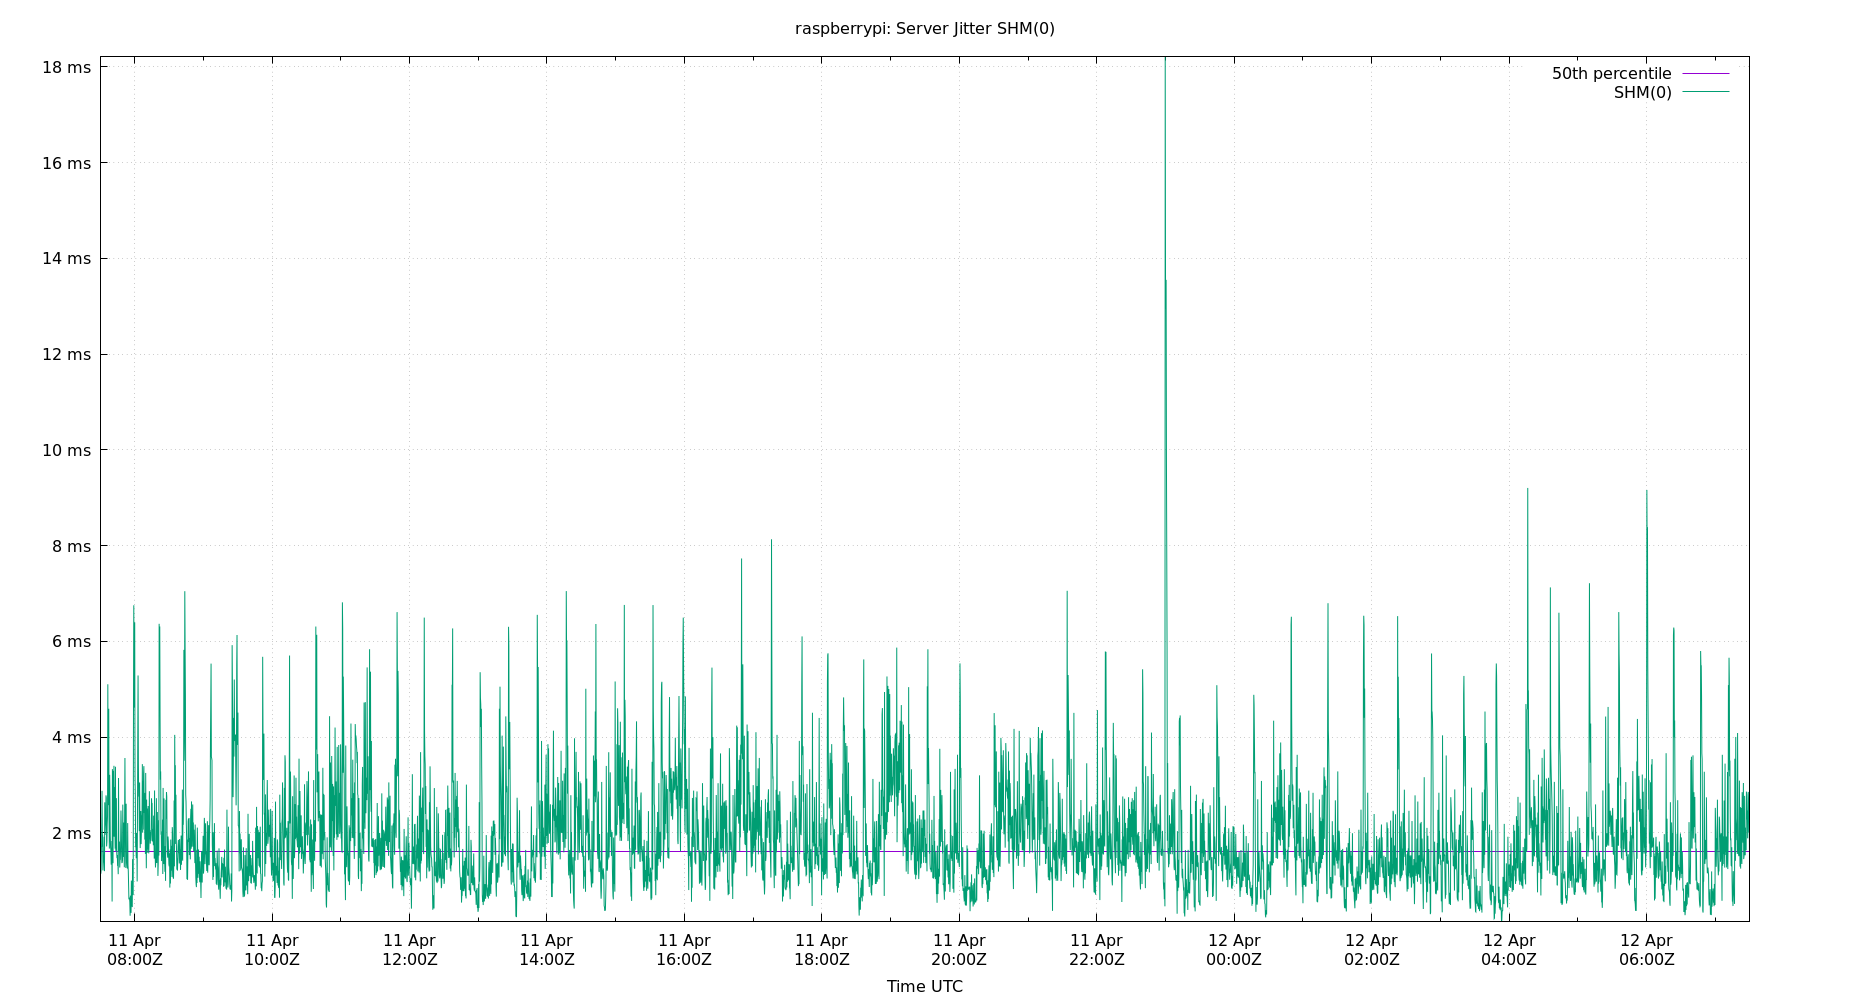 raspberrypi: Server Jitter SHM(0)
50th percentile
SHM(0)
18 ms
16 ms
14 ms
12 ms
10 ms
8 ms
6 ms
4 ms
2 ms
11 Apr 11 Apr 11 Apr 11 Apr 11 Apr 11 Apr 11 Apr 11 Apr 12 Apr 12 Apr 12 Apr 12 Apr
08:00Z 10:00Z 12:00Z 14:00Z 16:00Z 18:00Z 20:00Z 22:00Z 00:00Z 02:00Z 04:00Z 06:00Z
Time UTC